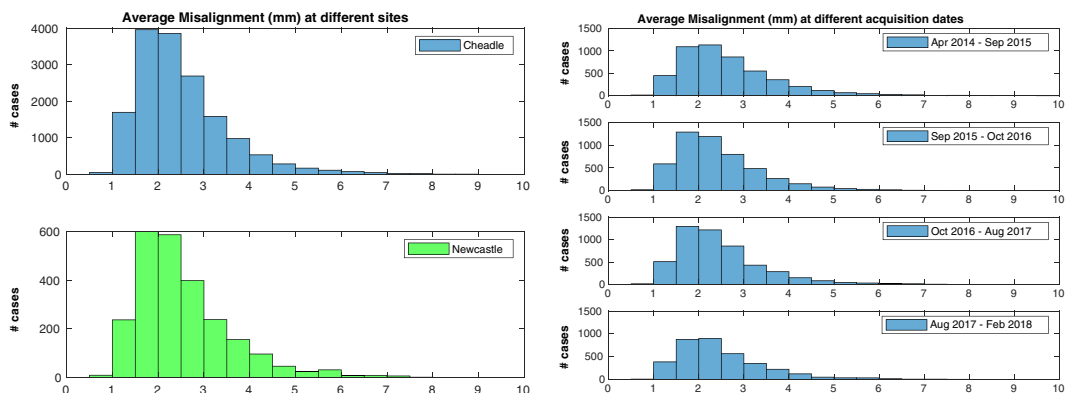 Average Misalignment (mm) at different sites
# cases
4000
3000
2000
1000
0
Cheadle
0 1 2 3 4 5 6 7 8 9 10
# cases
600
400
200
0
Newcastle
0 1 2 3 4 5 6 7 8 9 10
Average Misalignment (mm) at different acquisition dates
# cases
1500
1000
500
0
Apr 2014 - Sep 2015
0 1 2 3 4 5 6 7 8 9 10
# cases
1500
1000
500
0
Sep 2015 - Oct 2016
0 1 2 3 4 5 6 7 8 9 10
# cases
1500
1000
500
0
Oct 2016 - Aug 2017
0 1 2 3 4 5 6 7 8 9 10
# cases
1500
1000
500
0
Aug 2017 - Feb 2018
0 1 2 3 4 5 6 7 8 9 10